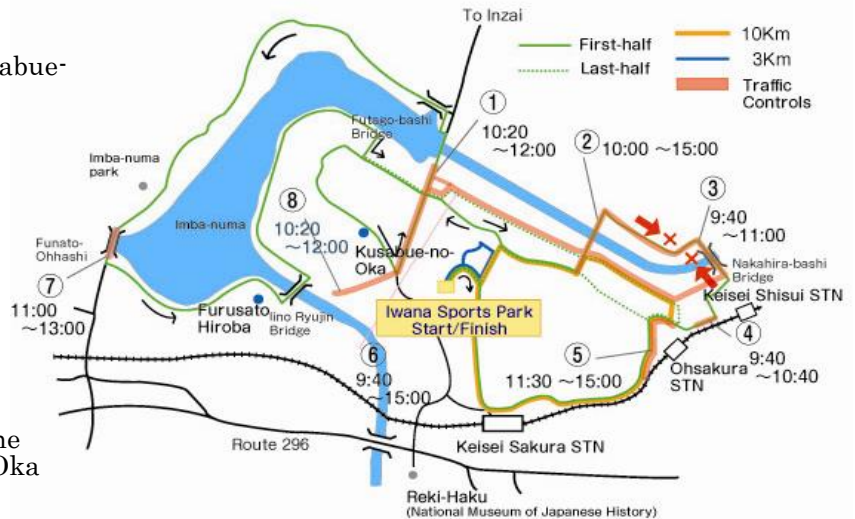 To Inzai
abue-
First-half
Last-half
10Km
3Km
Traffic
Controls
①
10:20
～12:00
Futago-bashi
Bridge
② 10:00 ～15:00
③
9:40
～11:00
Imba-numa
park
Imba-numa
⑧
10:20
～12:00
Kusabue-no-
Oka
Nakahira-bashi
Bridge
Keisei Shisui STN
Funato-
Ohhashi
⑦
11:00
～13:00
Furusato
Hiroba
Iino Ryujin
Bridge
Iwana Sports Park
Start/Finish
④
9:40
～10:40
Ohsakura
STN
⑤
11:30 ～15:00
⑥
9:40
～15:00
ne
Oka
Route 296
Keisei Sakura STN
Reki-Haku
(National Museum of Japanese History)